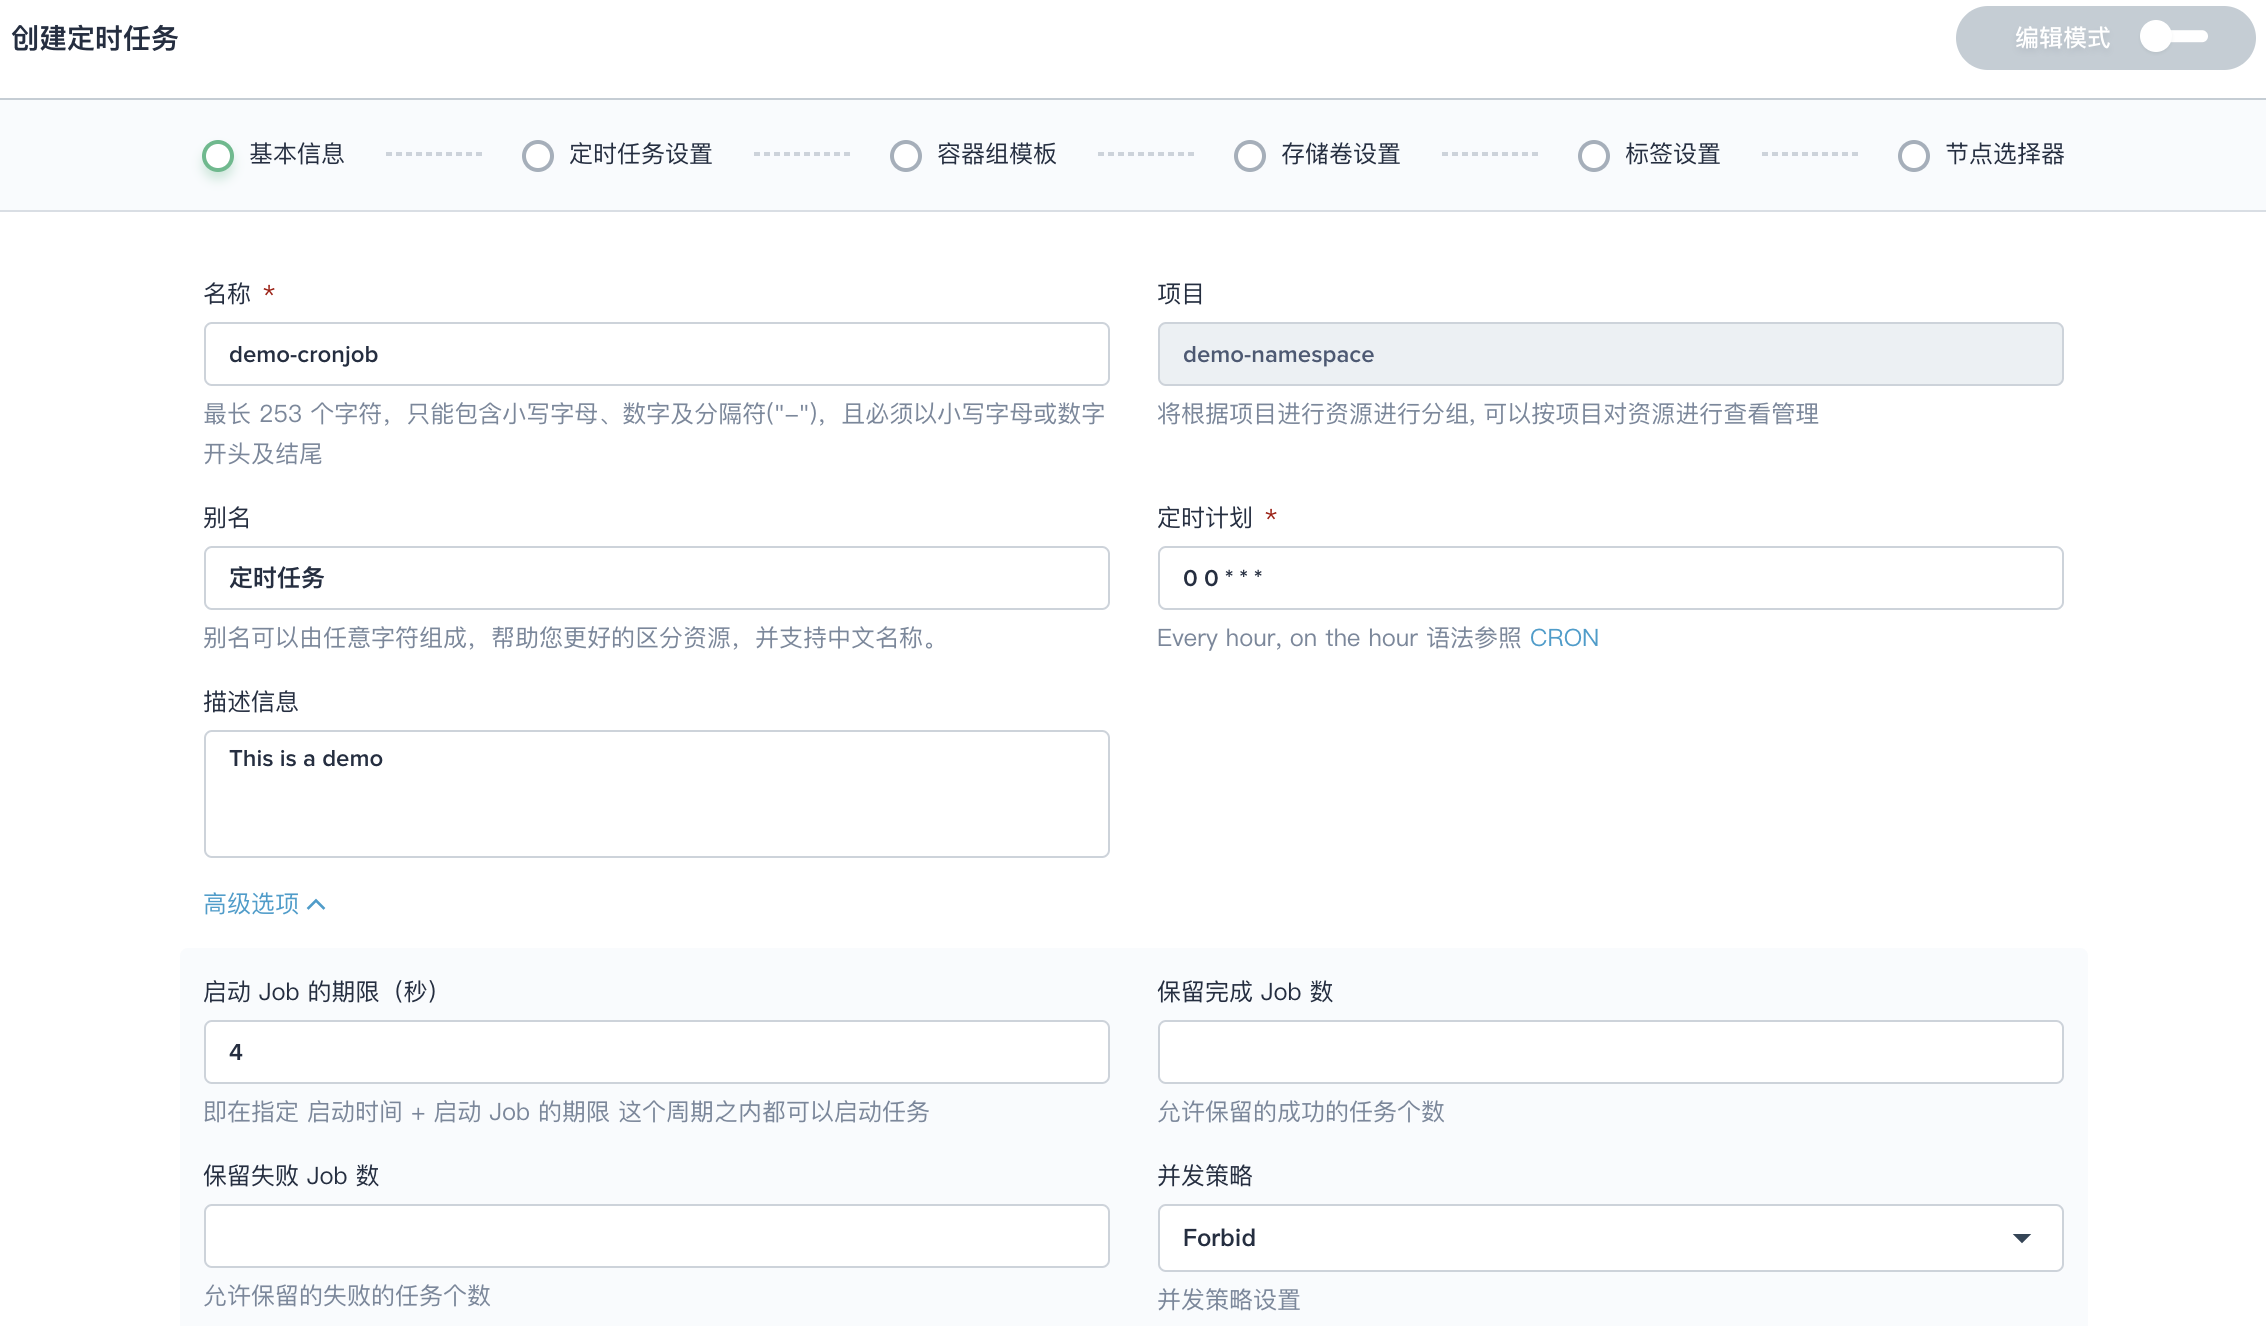 创建定时任务
编辑模式
基本信息
定时任务设置
容器组模板
存储卷设置
标签设置
节点选择器
名称 *
demo-cronjob
最长 253 个字符，只能包含小写字母、数字及分隔符("-")，且必须以小写字母或数字
开头及结尾
项目
demo-namespace
将根据项目进行资源进行分组, 可以按项目对资源进行查看管理
别名
定时任务
别名可以由任意字符组成，帮助您更好的区分资源，并支持中文名称。
定时计划 *
0 0 * * *
Every hour, on the hour 语法参照 CRON
描述信息
This is a demo
高级选项
启动 Job 的期限（秒）
4
即在指定 启动时间 + 启动 Job 的期限 这个周期之内都可以启动任务
保留完成 Job 数
允许保留的成功的任务个数
保留失败 Job 数
允许保留的失败的任务个数
并发策略
Forbid
并发策略设置